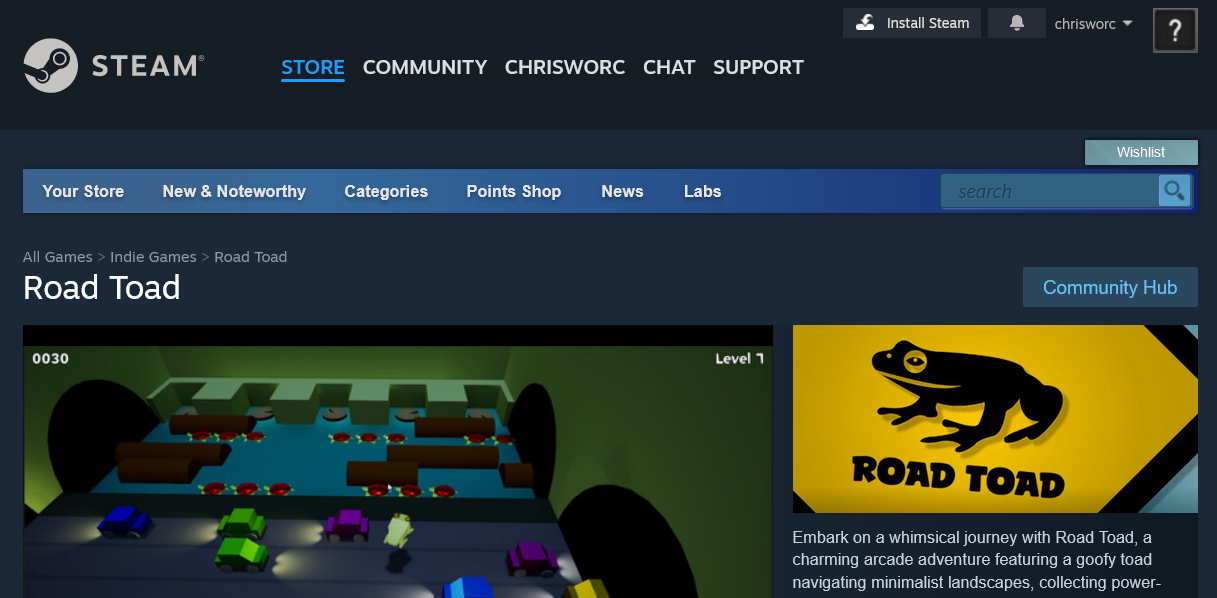 Install Steam
chrisworc
?
STEAM®
STORE COMMUNITY CHRISWORC CHAT SUPPORT
Wishlist
Your Store New & Noteworthy Categories Points Shop News Labs
search
All Games > Indie Games > Road Toad
Road Toad
Community Hub
0030
Level 7
ROAD TOAD
Embark on a whimsical journey with Road Toad, a
charming arcade adventure featuring a goofy toad
navigating minimalist landscapes, collecting power-